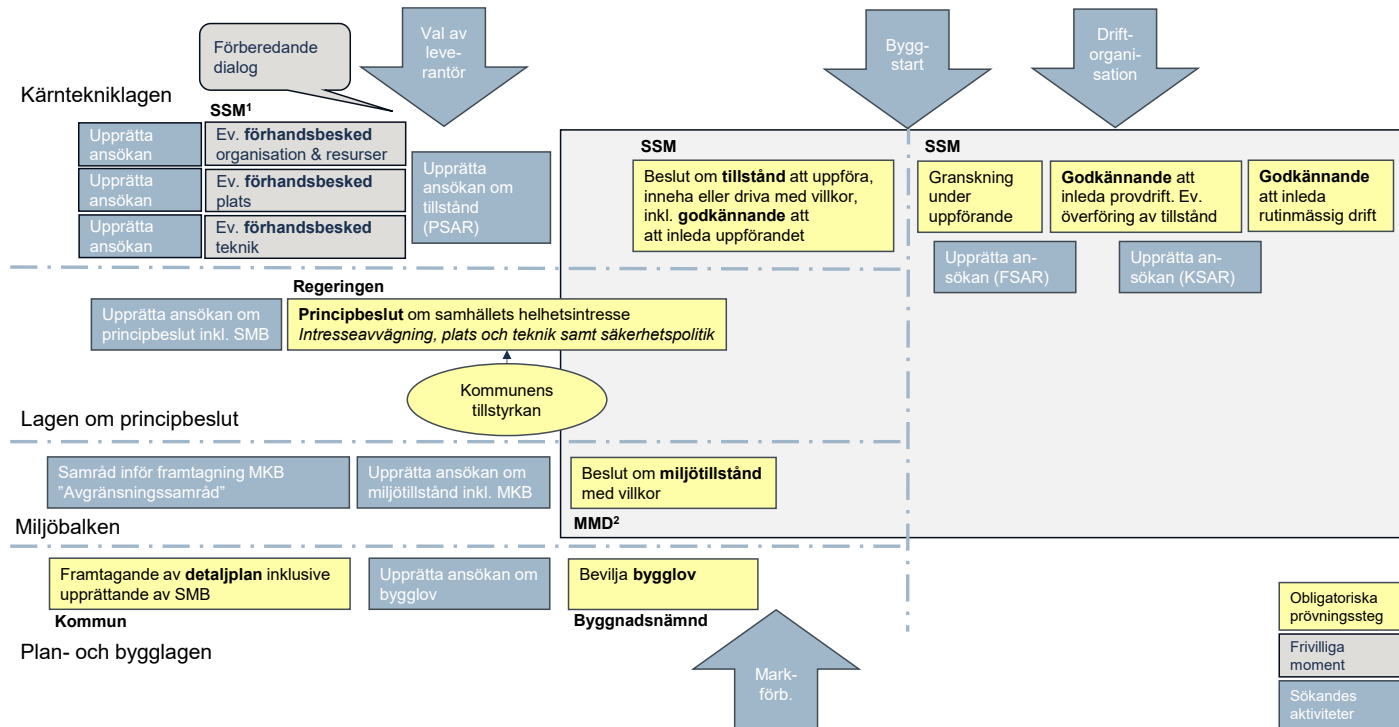 Förberedande
dialog
Val av
leve-
rantör
Bygg-
start
Drift-
organi-
sation
Kärntekniklagen
SSM¹
Upprätta
ansökan
Ev. förhandsbesked
organisation & resurser
Upprätta
ansökan
Ev. förhandsbesked
plats
Upprätta
ansökan
Ev. förhandsbesked
teknik
Upprätta
ansökan om
tillstånd
(PSAR)
SSM
Beslut om tillstånd att uppföra,
inneha eller driva med villkor,
inkl. godkännande att
att inleda uppförandet
SSM
Granskning
under
uppförande
Godkännande att
inleda provdrift. Ev.
överföring av tillstånd
Godkännande
att inleda
rutinmässig drift
Upprätta an-
sökan (FSAR)
Upprätta an-
sökan (KSAR)
Regeringen
Upprätta ansökan om
principbeslut inkl. SMB
Principbeslut om samhällets helhetsintresse
Intresseavvägning, plats och teknik samt säkerhetspolitik
Kommunens
tillstyrkan
Lagen om principbeslut
Samråd inför framtagning MKB
"Avgränsningssamråd"
Upprätta ansökan om
miljötillstånd inkl. MKB
Beslut om miljötillstånd
med villkor
MMD²
Miljöbalken
Framtagande av detaljplan inklusive
upprättande av SMB
Kommun
Upprätta ansökan om
bygglov
Bevilja bygglov
Byggnadsnämnd
Plan- och bygglagen
Mark-
förb.
Obligatoriska
prövningssteg
Frivilliga
moment
Sökandes
aktiviteter